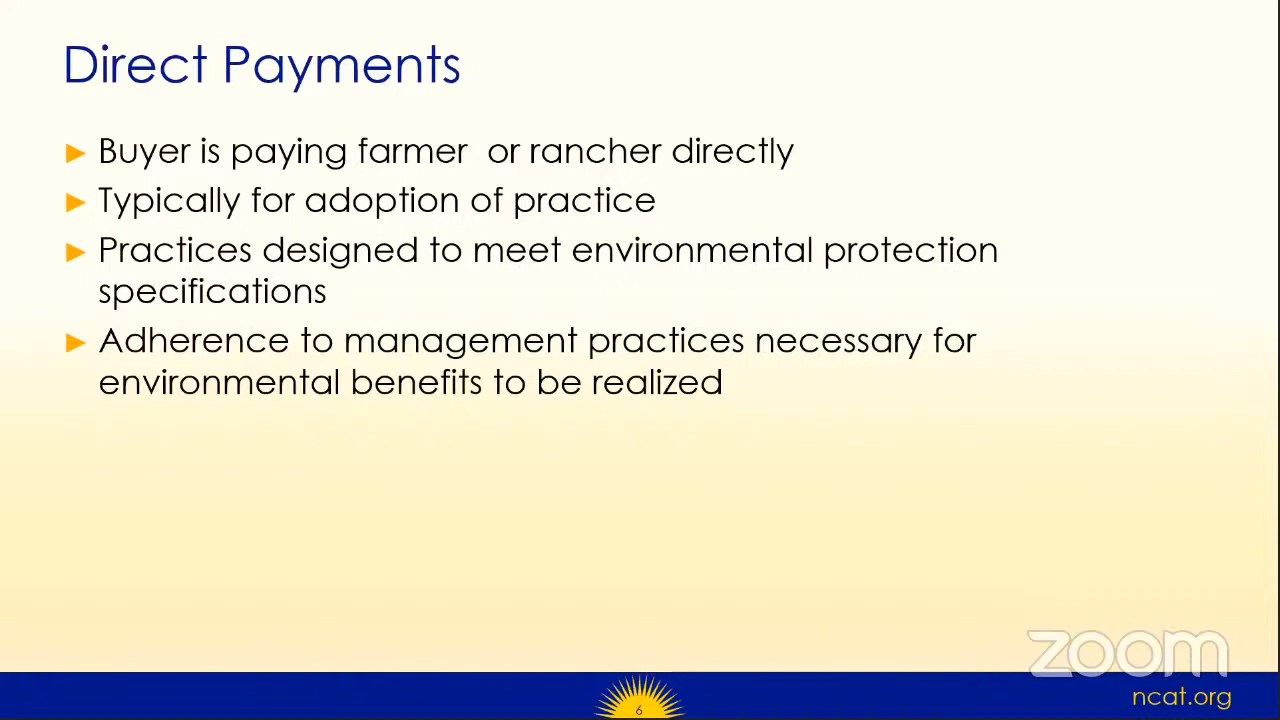 Direct Payments
► Buyer is paying farmer  or rancher directly
► Typically for adoption of practice
► Practices designed to meet environmental protection
specifications
► Adherence to management practices necessary for
environmental benefits to be realized
zoom
6
ncat.org